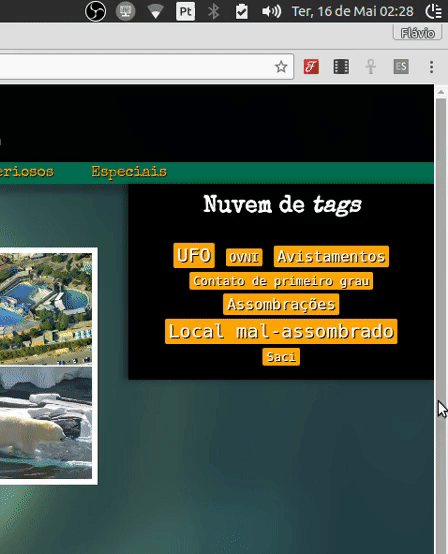 Pt
Ter, 16 de Mai 02:28
Flávio
ES
eriosos Especiais
Nuvem de tags
UFO OVNI Avistamentos
Contato de primeiro grau
Assombrações
Local mal-assombrado
Saci